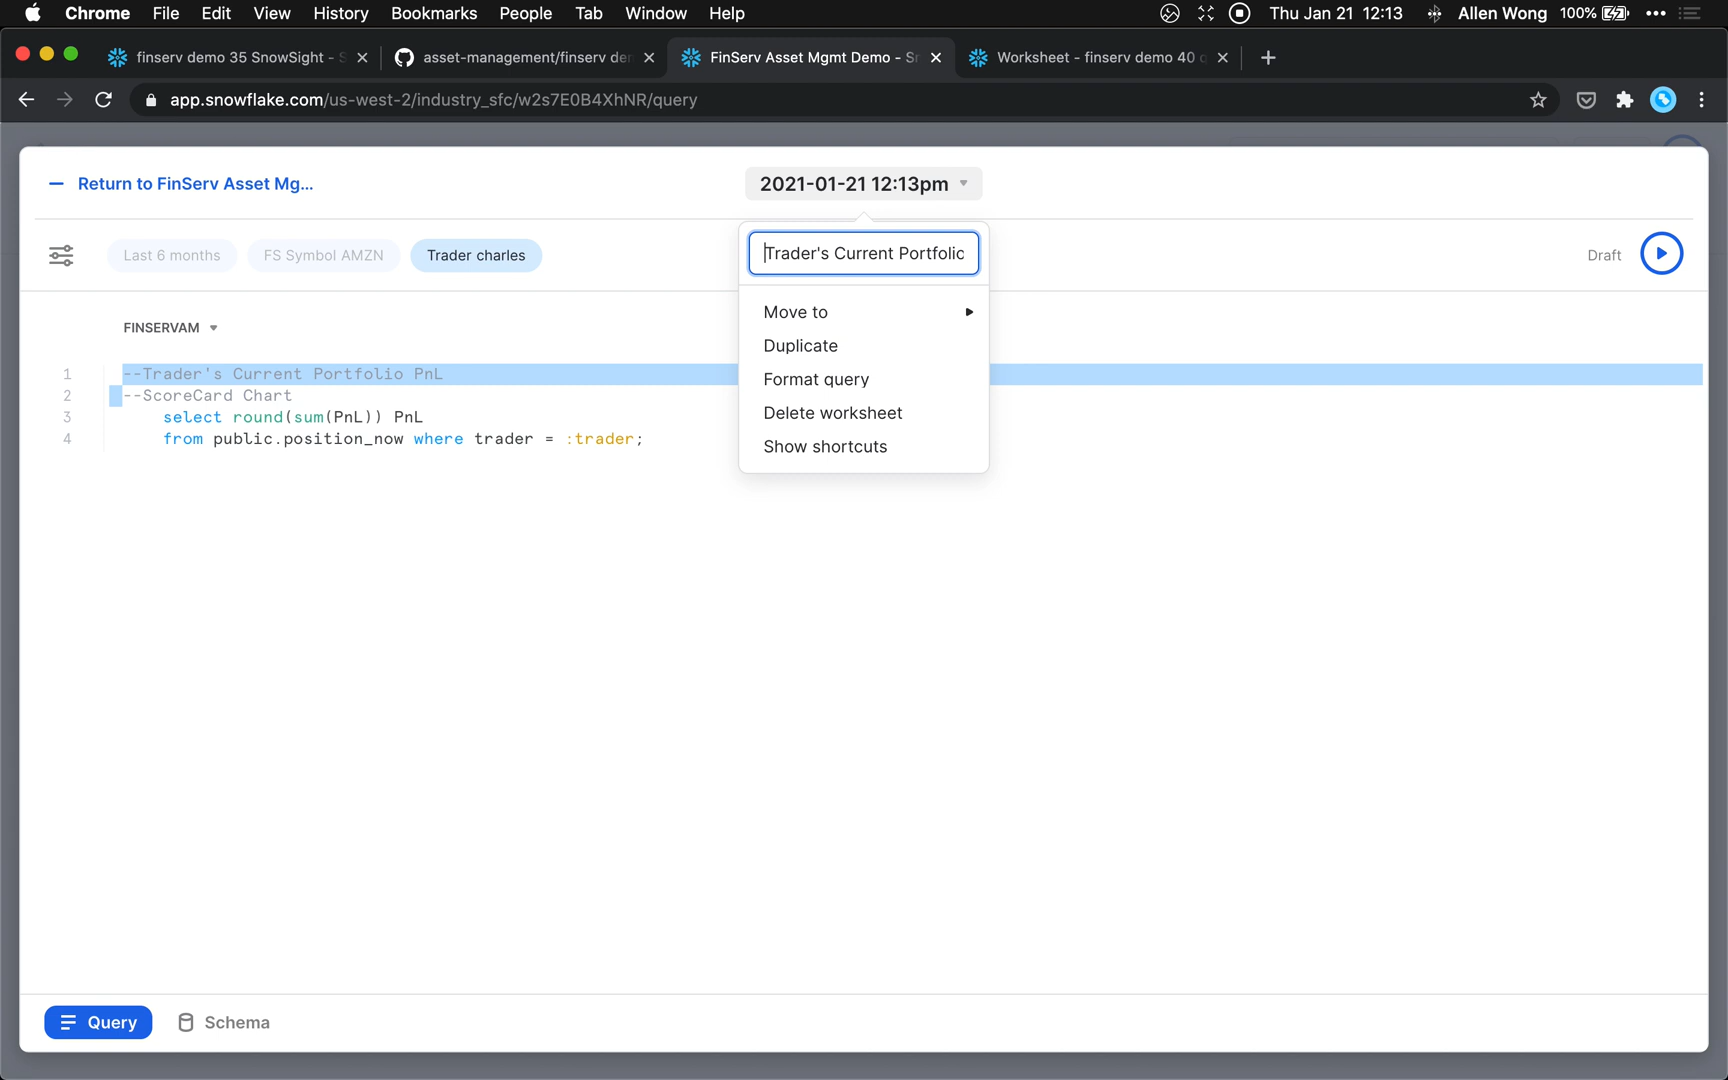 Chrome File Edit View History Bookmarks People Tab Window Help Thu Jan 21 12:13 Allen Wong 100%
finserv demo 35 SnowSight - S asset-management/finserv de FinServ Asset Mgmt Demo - Sn Worksheet - finserv demo 40 q
app.snowflake.com/us-west-2/industry_sfc/w2s7E0B4XhNR/query
Return to FinServ Asset Mg... 2021-01-21 12:13pm
Last 6 months FS Symbol AMZN Trader charles Trader's Current Portfolio Draft
Move to
Duplicate
Format query
Delete worksheet
Show shortcuts
FINSERVAM
1 --Trader's Current Portfolio PnL
2 --ScoreCard Chart
3 select round(sum(PnL)) PnL
4 from public.position_now where trader = :trader;
Query Schema